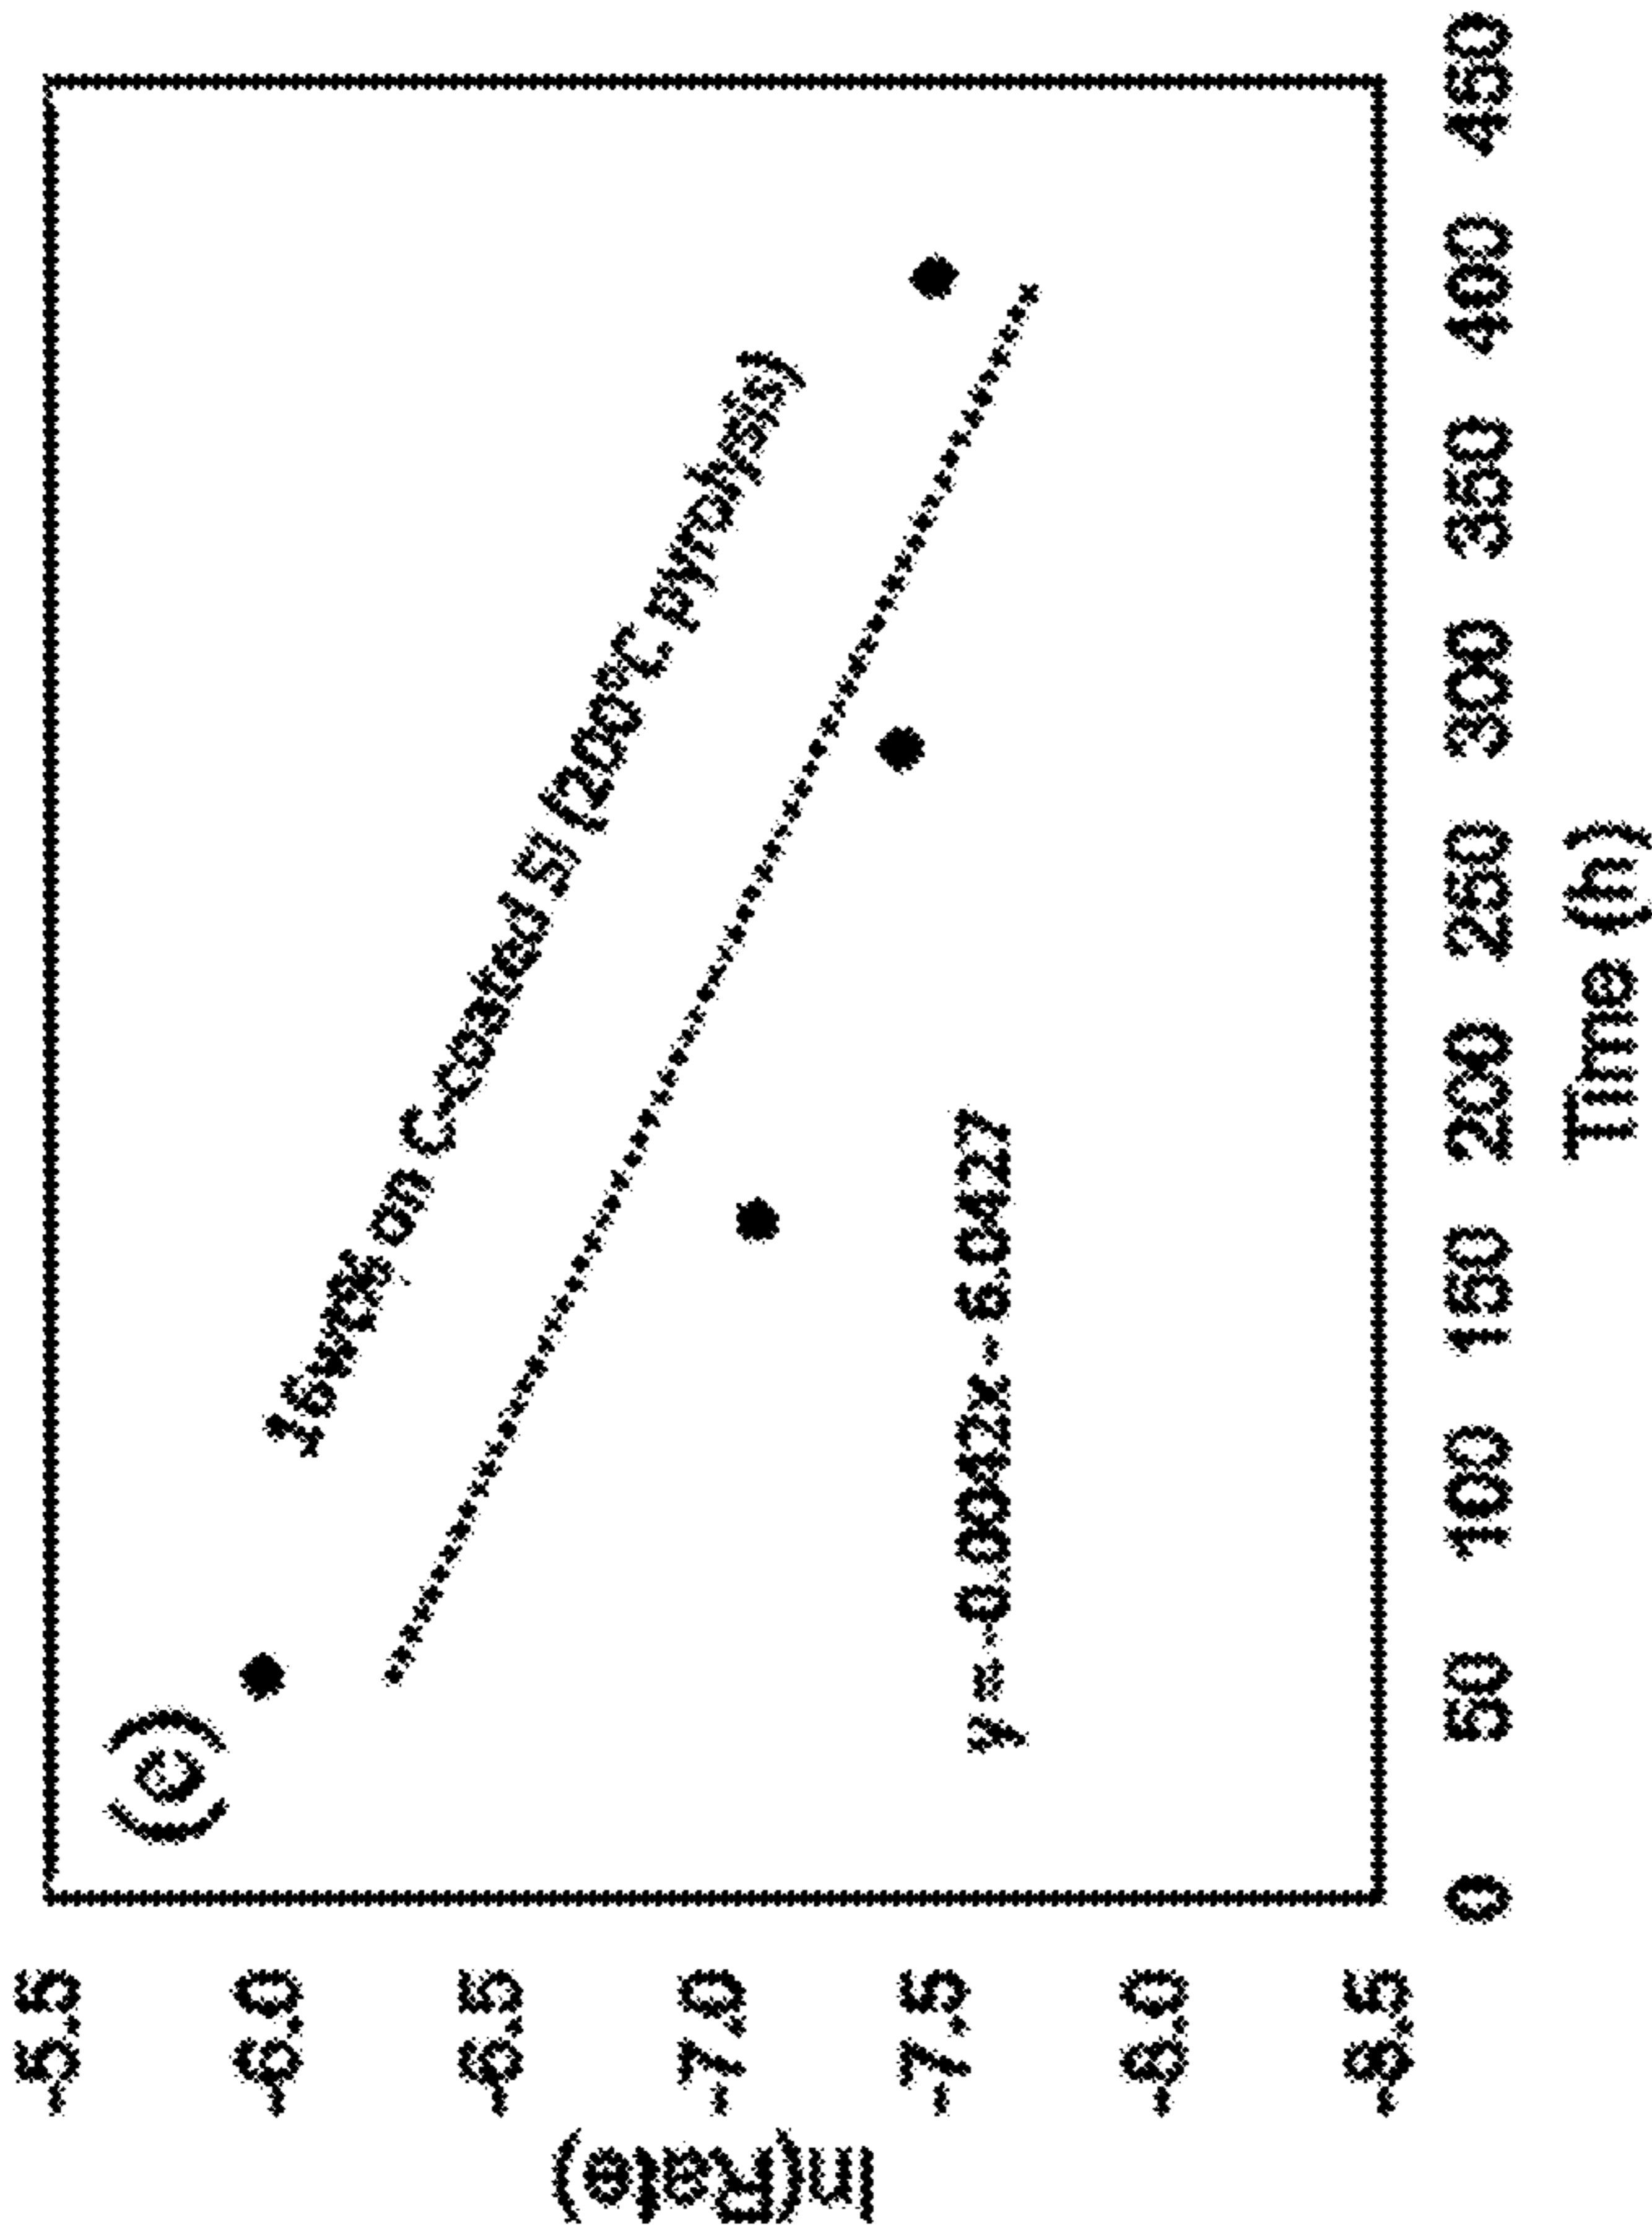 (e)
on C-coated Si (200°C pyrolysis)
y = -0.0042x - 6.0427
ln(Rate)
-5.5
-6.0
-6.5
-7.0
-7.5
-8.0
-8.5
0 50 100 150 200 250 300 350 400 450
Time (h)